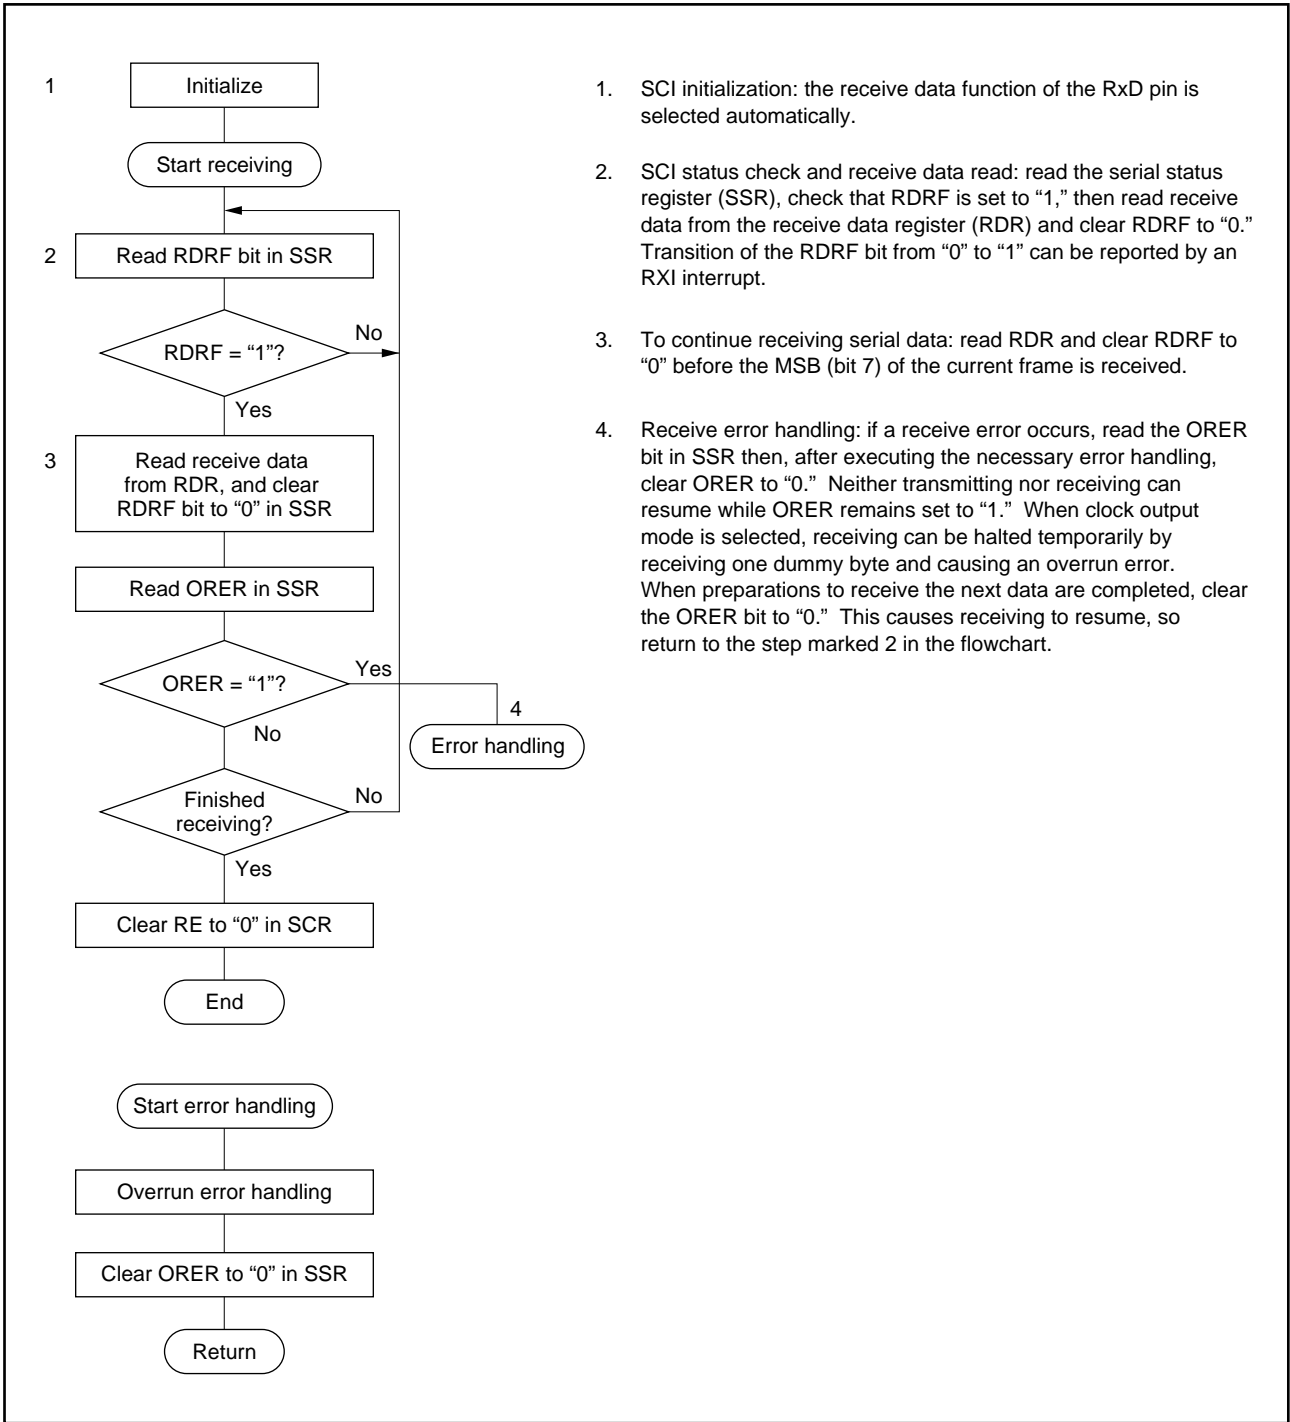 1
Initialize
Start receiving
2
Read RDRF bit in SSR
RDRF = “1”?
No
Yes
3
Read receive data
from RDR, and clear
RDRF bit to “0” in SSR
Read ORER in SSR
ORER = “1”?
Yes
No
4
Error handling
Finished
receiving?
No
Yes
Clear RE to “0” in SCR
End
Start error handling
Overrun error handling
Clear ORER to “0” in SSR
Return
1. SCI initialization: the receive data function of the RxD pin is
selected automatically.
2. SCI status check and receive data read: read the serial status
register (SSR), check that RDRF is set to “1,” then read receive
data from the receive data register (RDR) and clear RDRF to “0.”
Transition of the RDRF bit from “0” to “1” can be reported by an
RXI interrupt.
3. To continue receiving serial data: read RDR and clear RDRF to
“0” before the MSB (bit 7) of the current frame is received.
4. Receive error handling: if a receive error occurs, read the ORER
bit in SSR then, after executing the necessary error handling,
clear ORER to “0.” Neither transmitting nor receiving can
resume while ORER remains set to “1.” When clock output
mode is selected, receiving can be halted temporarily by
receiving one dummy byte and causing an overrun error.
When preparations to receive the next data are completed, clear
the ORER bit to “0.” This causes receiving to resume, so
return to the step marked 2 in the flowchart.